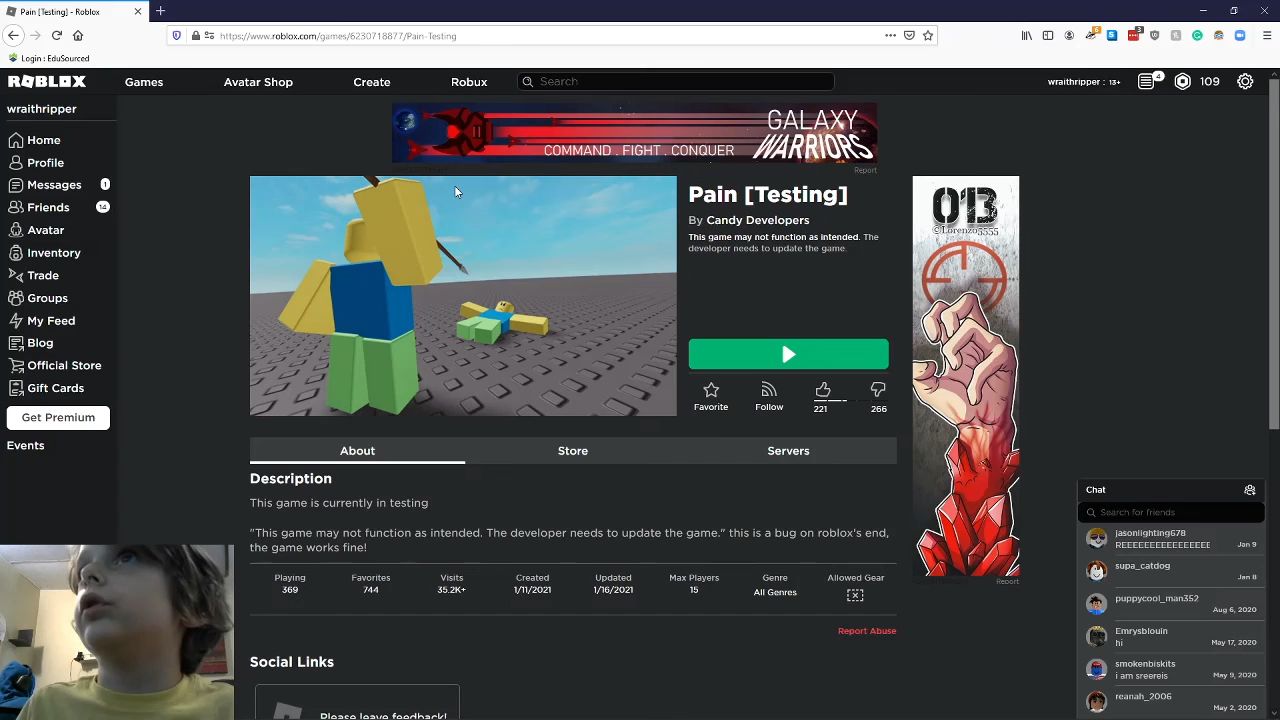 Pain [Testing] - Roblox
https://www.roblox.com/games/6230718877/Pain-Testing
6
3
Login : EduSourced
ROBLOX
Games
Avatar Shop
Create
Robux
Search
wraithripper : 13+
4
109
wraithripper
Home
Profile
Messages
1
Friends
14
Avatar
Inventory
Trade
Groups
My Feed
Blog
Official Store
Gift Cards
Get Premium
Events
COMMAND . FIGHT . CONQUER
GALAXY
WARRIORS
Report
Pain [Testing]
By Candy Developers
This game may not function as intended. The
developer needs to update the game.
Favorite
Follow
221
266
013
©Lorenzo5555
Report
About
Store
Servers
Description
This game is currently in testing
"This game may not function as intended. The developer needs to update the game." this is a bug on roblox's end,
the game works fine!
Playing
369
Favorites
744
Visits
35.2K+
Created
1/11/2021
Updated
1/16/2021
Max Players
15
Genre
All Genres
Allowed Gear
Report Abuse
Social Links
Please leave feedback!
Chat
Search for friends
jasonlighting678
REEEEEEEEEEEEEEEE
Jan 9
supa_catdog
Jan 8
puppycool_man352
Aug 6, 2020
Emrysblouin
hi
May 17, 2020
smokenbiskits
i am sreereis
May 9, 2020
reanah_2006
May 2, 2020